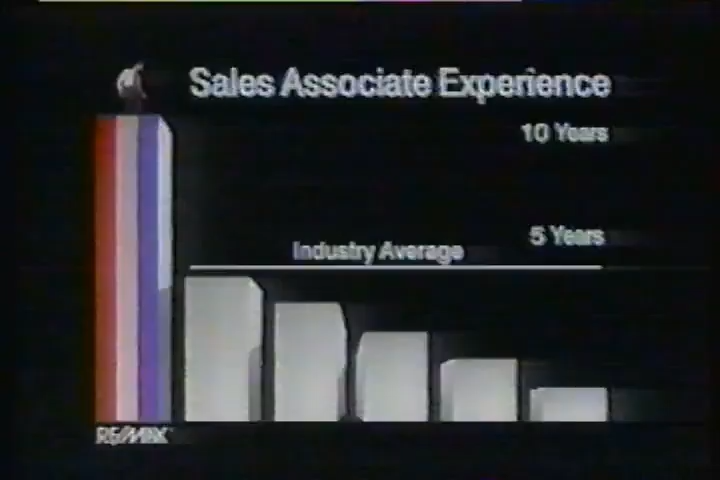 Sales Associate Experience
10 Years
5 Years
Industry Average
RE/MAX